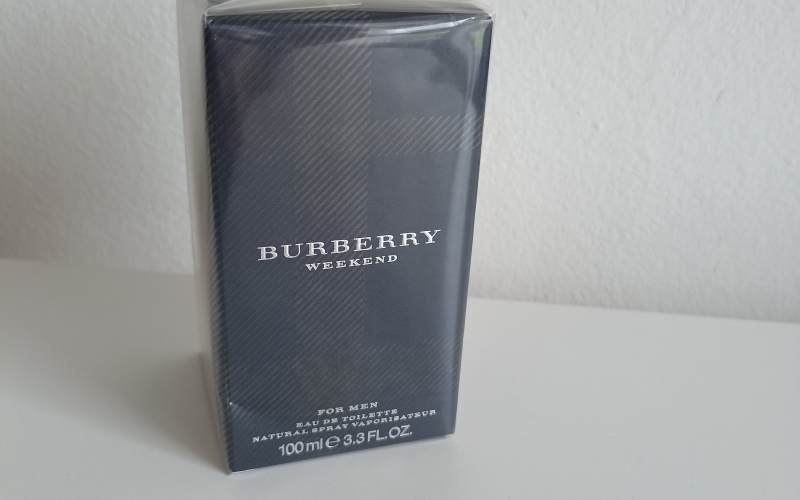 BURBERRY
WEEKEND
FOR MEN
EAU DE TOILETTE
NATURAL SPRAY VAPORISATEUR
100 ml ℮ 3.3 FL.OZ.